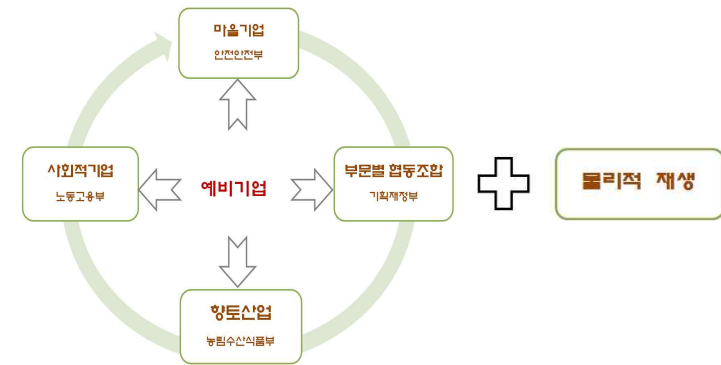 마을기업
안전안전부
사회적기업
노동고용부
예비기업
부문별 협동조합
기획재정부
물리적 재생
향토산업
농림수산식품부